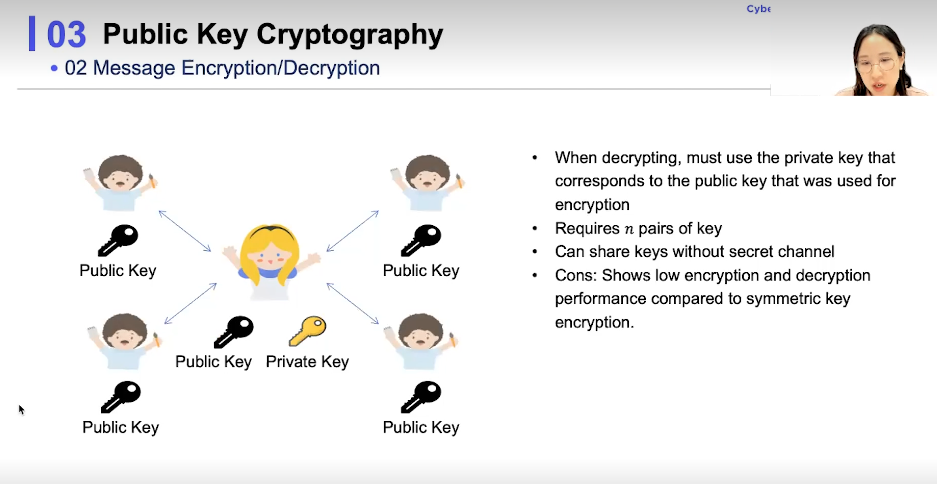 Cybe
03 Public Key Cryptography
• 02 Message Encryption/Decryption
Public Key
Public Key
Public Key Private Key
Public Key
Public Key
• When decrypting, must use the private key that
corresponds to the public key that was used for
encryption
• Requires n pairs of key
• Can share keys without secret channel
• Cons: Shows low encryption and decryption
performance compared to symmetric key
encryption.